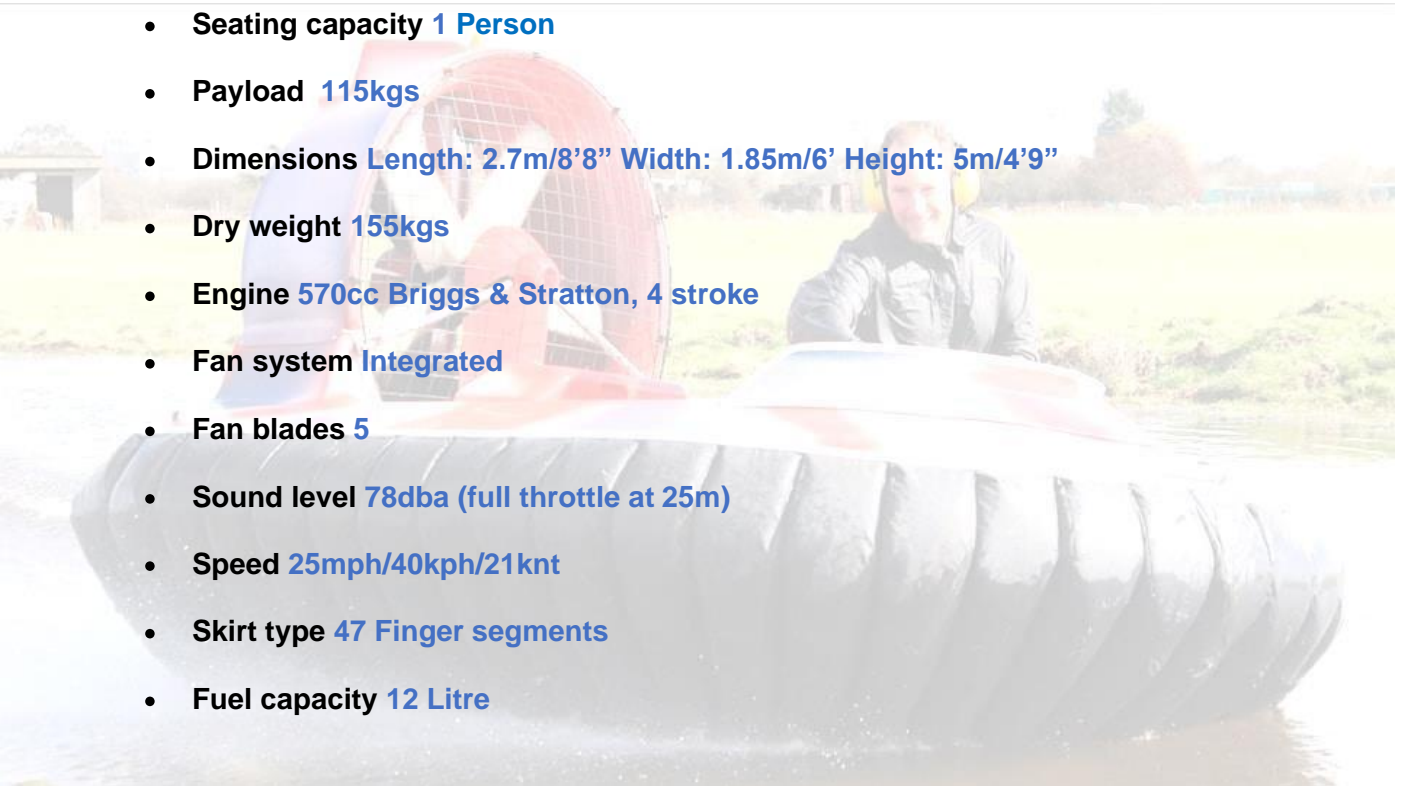 • Seating capacity 1 Person
• Payload 115kgs
• Dimensions Length: 2.7m/8’8” Width: 1.85m/6’ Height: 5m/4’9”
• Dry weight 155kgs
• Engine 570cc Briggs & Stratton, 4 stroke
• Fan system Integrated
• Fan blades 5
• Sound level 78dba (full throttle at 25m)
• Speed 25mph/40kph/21knt
• Skirt type 47 Finger segments
• Fuel capacity 12 Litre